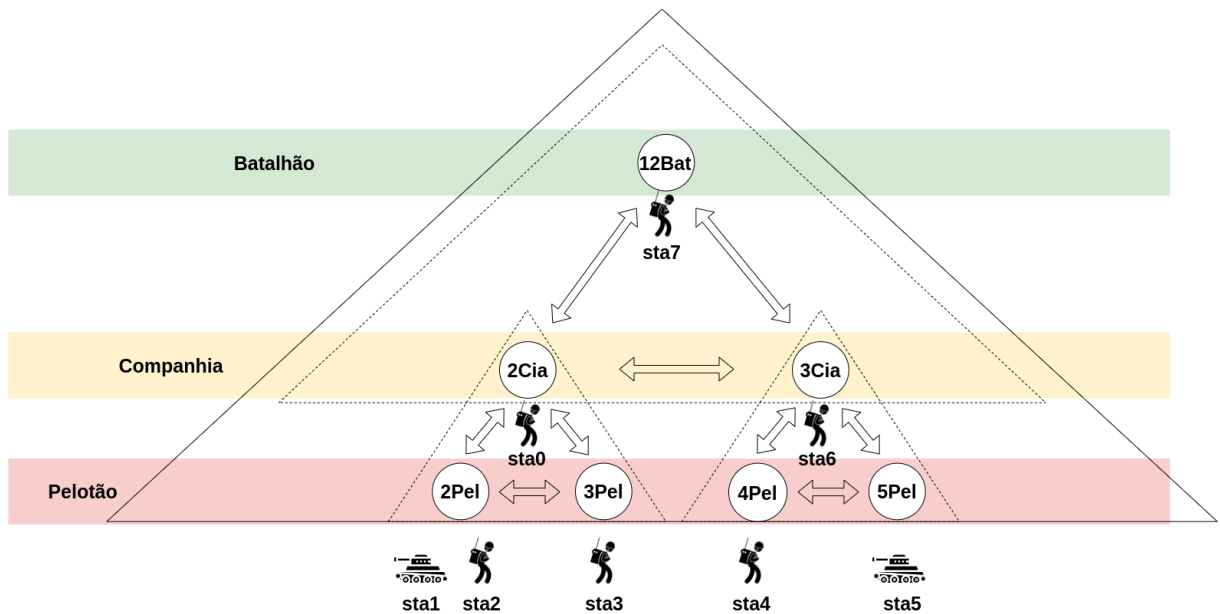 Batalhão
12Bat
sta7
Companhia
2Cia
3Cia
sta0
sta6
Pelotão
2Pel
3Pel
4Pel
5Pel
sta1
sta2
sta3
sta4
sta5